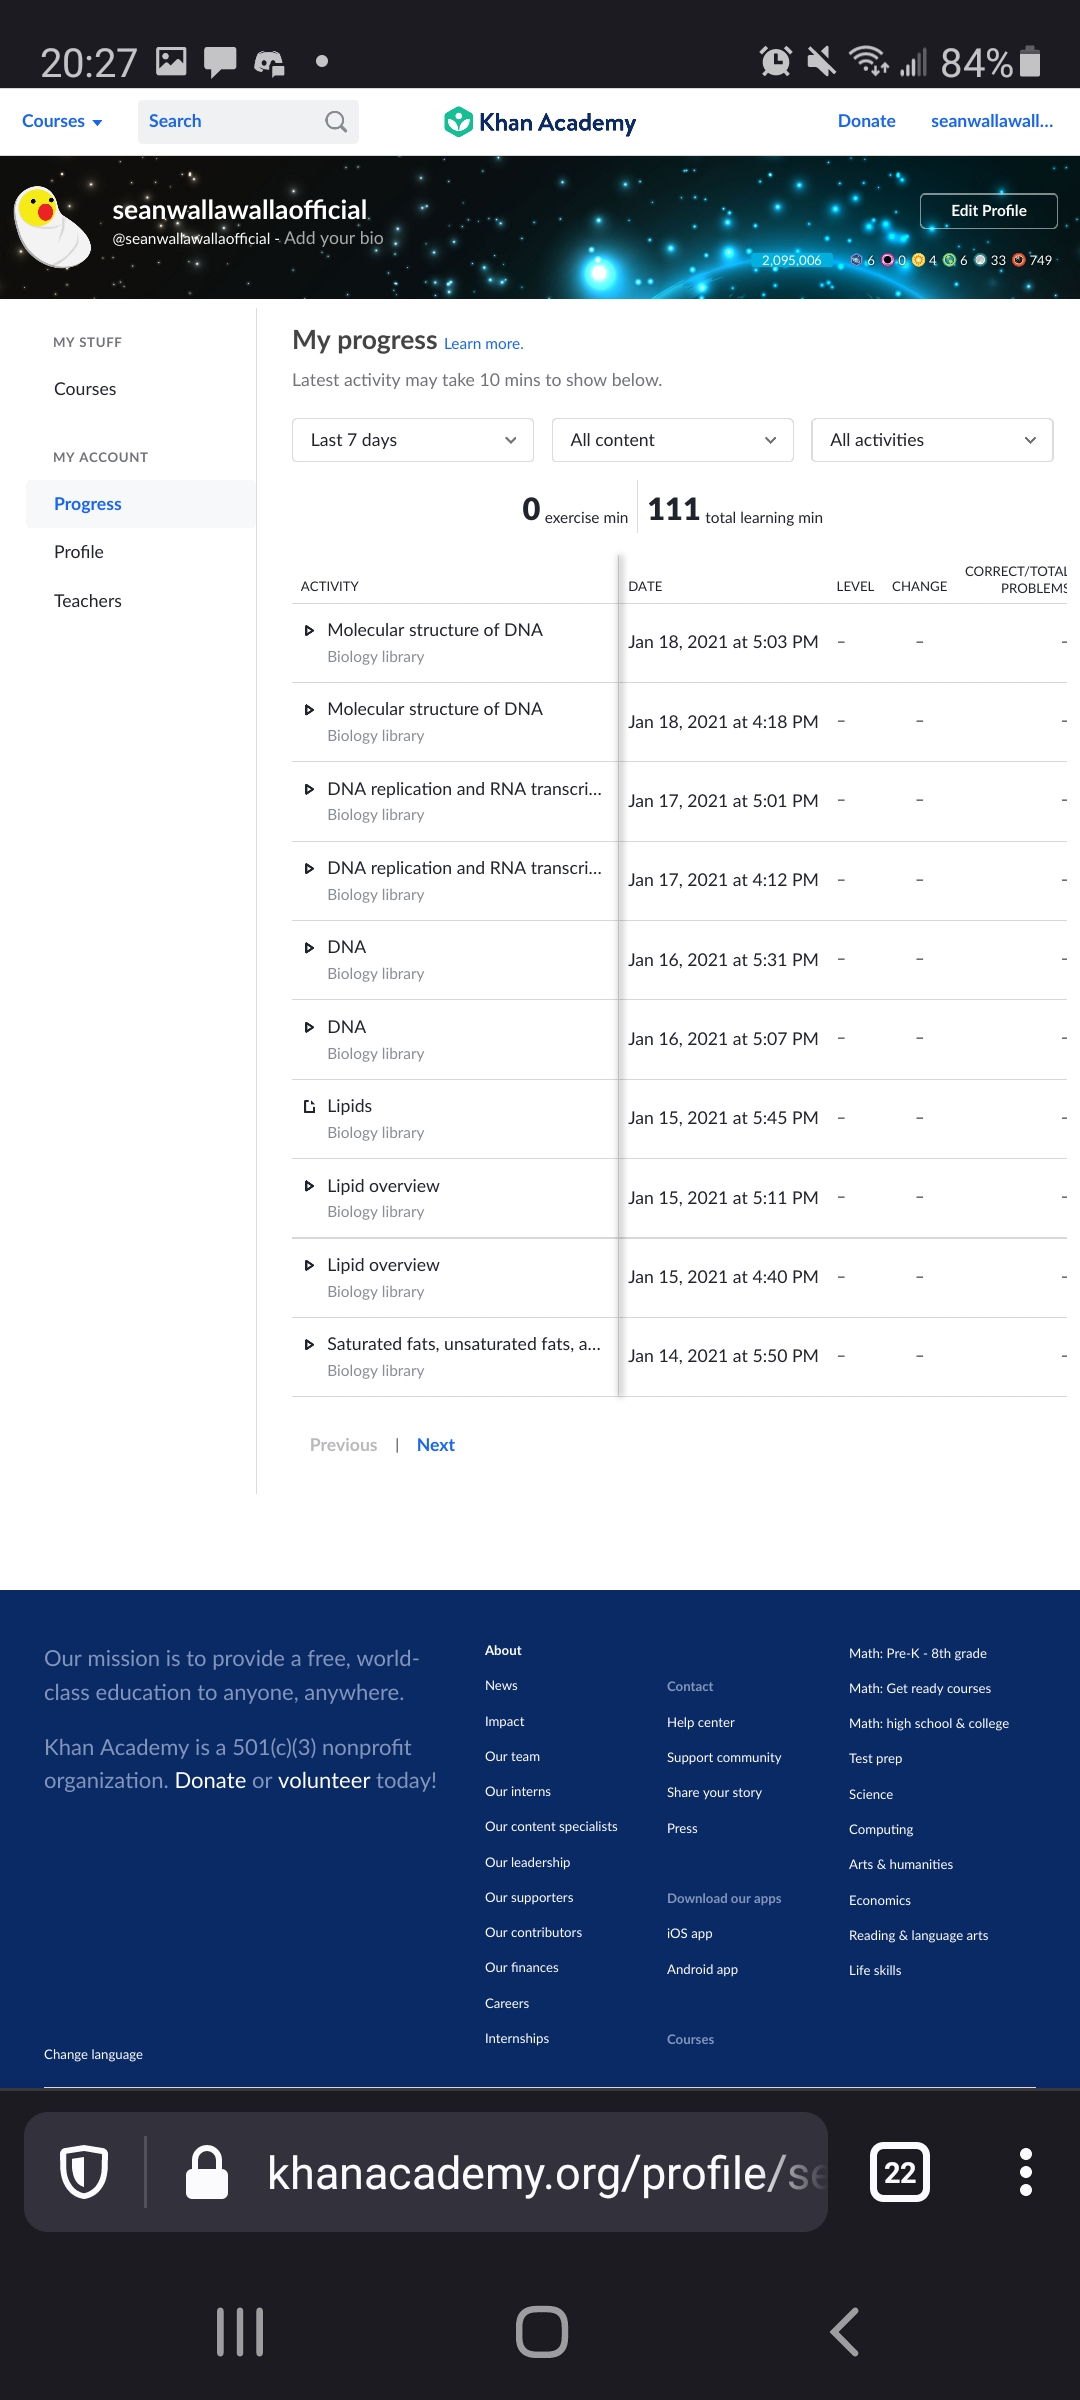 20:27 84%
Courses Search Khan Academy Donate seanwallawall...
seanwallawallaofficial
@seanwallawallaofficial - Add your bio
Edit Profile
2,095,006 6 0 4 6 33 749
MY STUFF
Courses
MY ACCOUNT
Progress
Profile
Teachers
My progress Learn more.
Latest activity may take 10 mins to show below.
Last 7 days All content All activities
0 exercise min 111 total learning min
ACTIVITY DATE LEVEL CHANGE CORRECT/TOTAL
PROBLEMS
Molecular structure of DNA
Biology library
Jan 18, 2021 at 5:03 PM – – –
Molecular structure of DNA
Biology library
Jan 18, 2021 at 4:18 PM – – –
DNA replication and RNA transcri...
Biology library
Jan 17, 2021 at 5:01 PM – – –
DNA replication and RNA transcri...
Biology library
Jan 17, 2021 at 4:12 PM – – –
DNA
Biology library
Jan 16, 2021 at 5:31 PM – – –
DNA
Biology library
Jan 16, 2021 at 5:07 PM – – –
Lipids
Biology library
Jan 15, 2021 at 5:45 PM – – –
Lipid overview
Biology library
Jan 15, 2021 at 5:11 PM – – –
Lipid overview
Biology library
Jan 15, 2021 at 4:40 PM – – –
Saturated fats, unsaturated fats, a...
Biology library
Jan 14, 2021 at 5:50 PM – – –
Previous | Next
Our mission is to provide a free, world-
class education to anyone, anywhere.
Khan Academy is a 501(c)(3) nonprofit
organization. Donate or volunteer today!
Change language
About
News
Impact
Our team
Our interns
Our content specialists
Our leadership
Our supporters
Our contributors
Our finances
Careers
Internships
Contact
Help center
Support community
Share your story
Press
Download our apps
iOS app
Android app
Courses
Math: Pre-K - 8th grade
Math: Get ready courses
Math: high school & college
Test prep
Science
Computing
Arts & humanities
Economics
Reading & language arts
Life skills
khanacademy.org/profile/se 22